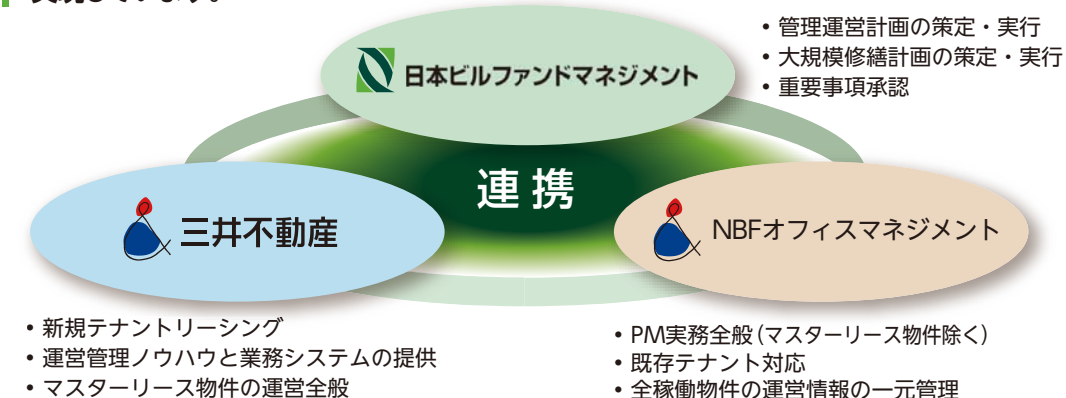 実現しています。
• 管理運営計画の策定・実行
• 大規模修繕計画の策定・実行
• 重要事項承認
日本ビルファンドマネジメント
連携
三井不動産
NBFオフィスマネジメント
• 新規テナントリーシング
• 運営管理ノウハウと業務システムの提供
• マスターリース物件の運営全般
• PM実務全般(マスターリース物件除く)
• 既存テナント対応
• 全稼働物件の運営情報の一元管理